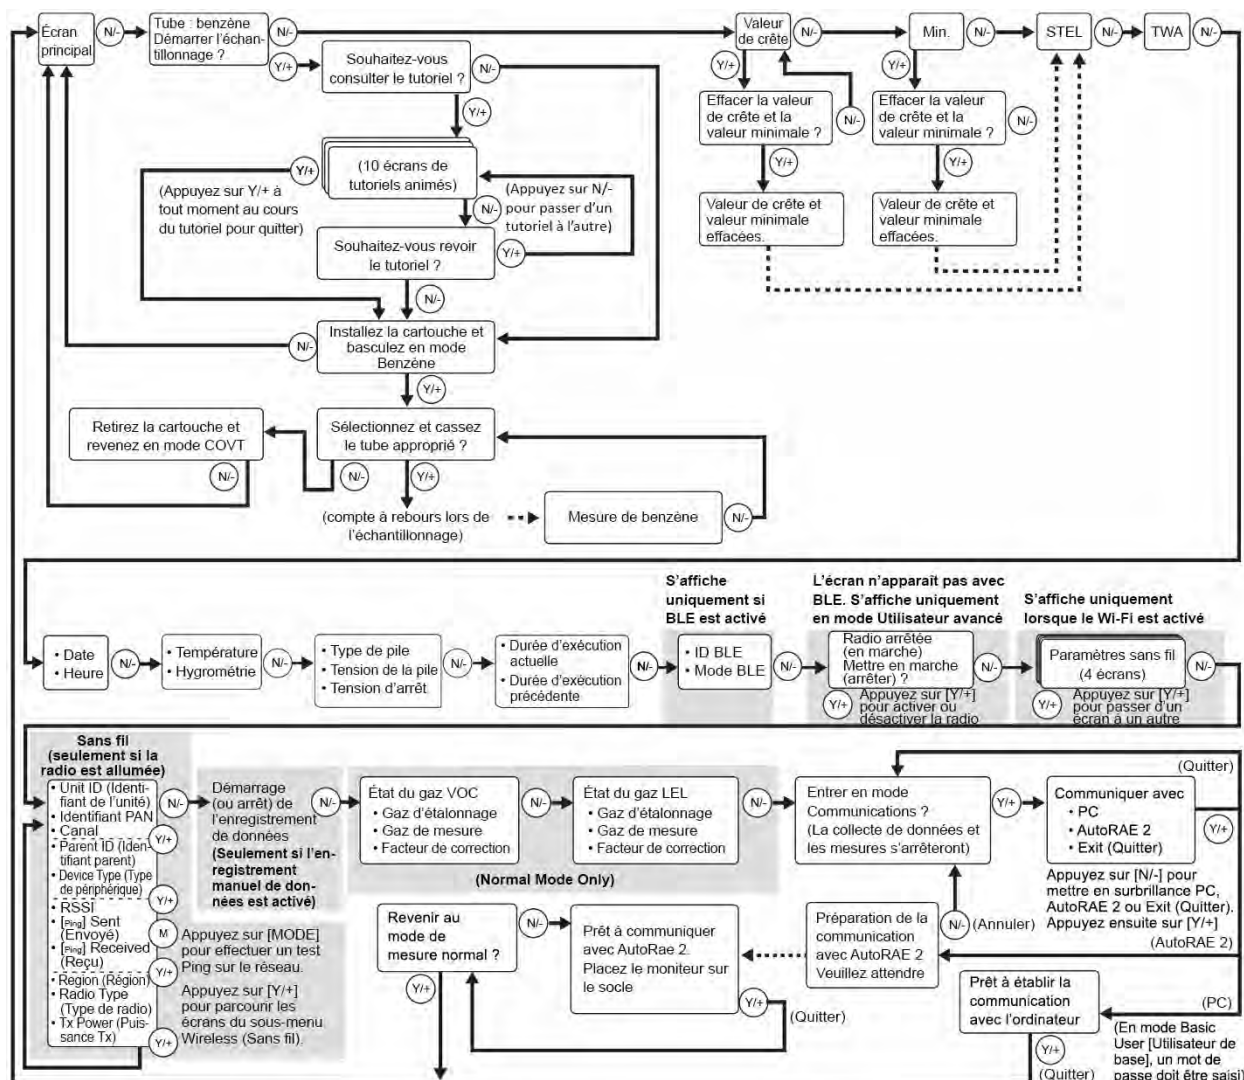 Écran
principal
N/-
Tube : benzène
Démarrer l'échan-
tillonnage ?
N/-
Y/+
Souhaitez-vous
consulter le tutoriel ?
N/-
Y/+
(10 écrans de
tutoriels animés)
Y/+
N/-
(Appuyez sur Y/+ à
tout moment au cours
du tutoriel pour quitter)
(Appuyez sur N/-
pour passer d'un
tutoriel à l'autre)
Souhaitez-vous revoir
le tutoriel ?
Y/+
N/-
Installez la cartouche et
basculez en mode
Benzène
N/-
Y/+
Sélectionnez et cassez
le tube approprié ?
N/-
Y/+
Retirez la cartouche et
revenez en mode COVT
N/-
(compte à rebours lors de
l'échantillonnage)
Mesure de benzène
N/-
Valeur
de crête
N/-
Y/+
Effacer la valeur
de crête et la
valeur minimale ?
N/-
Y/+
Valeur de crête et
valeur minimale
effacées.
Min.
N/-
Y/+
Effacer la valeur
de crête et la
valeur minimale ?
N/-
Y/+
Valeur de crête et
valeur minimale
effacées.
STEL
N/-
TWA
N/-
• Date
• Heure
N/-
• Température
• Hygrométrie
N/-
• Type de pile
• Tension de la pile
• Tension d'arrêt
N/-
• Durée d'exécution
actuelle
• Durée d'exécution
précédente
N/-
S'affiche
uniquement si
BLE est activé
• ID BLE
• Mode BLE
N/-
L'écran n'apparaît pas avec
BLE. S'affiche uniquement
en mode Utilisateur avancé
Radio arrêtée
(en marche)
Mettre en marche
(arrêter) ?
N/-
Y/+
Appuyez sur [Y/+]
pour activer ou
désactiver la radio
S'affiche uniquement
lorsque le Wi-Fi est activé
Paramètres sans fil
(4 écrans)
N/-
Y/+
Appuyez sur [Y/+]
pour passer d'un
écran à un autre
Sans fil
(seulement si la
radio est allumée)
• Unit ID (Identi-
fiant de l'unité)
• Identifiant PAN
• Canal
N/-
Y/+
• Parent ID (Iden-
tifiant parent)
• Device Type (Type
de périphérique)
Y/+
• RSSI
• [Ping] Sent
(Envoyé)
• [Ping] Received
(Reçu)
M
Appuyez sur [MODE]
pour effectuer un test
Ping sur le réseau.
Y/+
• Region (Région)
• Radio Type
(Type de radio)
• Tx Power (Puis-
sance Tx)
Y/+
Appuyez sur [Y/+]
pour parcourir les
écrans du sous-menu
Wireless (Sans fil).
Démarrage
(ou arrêt) de
l'enregistrement
de données
(Seulement si l'en-
registrement
manuel de don-
nées est activé)
N/-
État du gaz VOC
• Gaz d'étalonnage
• Gaz de mesure
• Facteur de correction
N/-
État du gaz LEL
• Gaz d'étalonnage
• Gaz de mesure
• Facteur de correction
N/-
(Normal Mode Only)
Entrer en mode
Communications ?
(La collecte de données et
les mesures s'arrêteront)
Y/+
(Quitter)
Communiquer avec
• PC
• AutoRAE 2
• Exit (Quitter)
Y/+
Appuyez sur [N/-] pour
mettre en surbrillance PC,
AutoRAE 2 ou Exit (Quitter).
Appuyez ensuite sur [Y/+]
(AutoRAE 2)
Préparation de la
communication
avec AutoRAE 2
Veuillez attendre
N/-
(Annuler)
Prêt à communiquer
avec AutoRae 2.
Placez le moniteur sur
le socle
Y/+
(Quitter)
Revenir au
mode de
mesure normal ?
N/-
Y/+
Prêt à établir la
communication
avec l'ordinateur
(PC)
Y/+
(Quitter)
(En mode Basic
User [Utilisateur de
base], un mot de
passe doit être saisi)